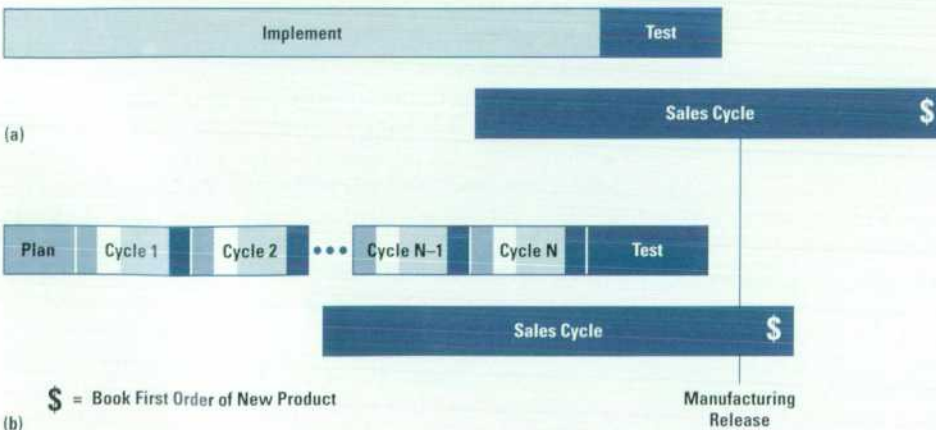 Implement Test
Sales Cycle $
(a)
Plan Cycle 1 Cycle 2 ••• Cycle N–1 Cycle N Test
Sales Cycle $
$ = Book First Order of New Product
Manufacturing
Release
(b)